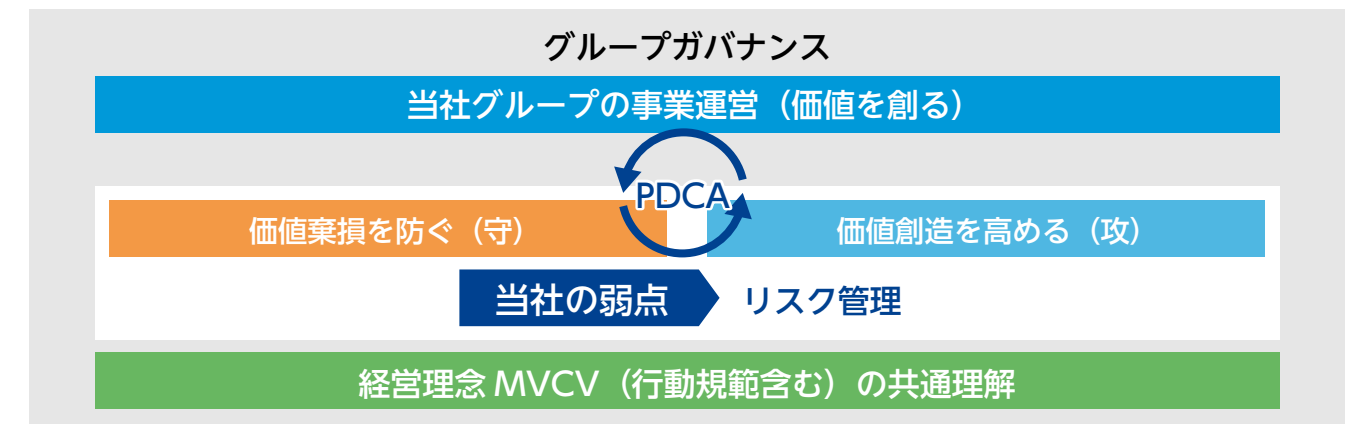 グループガバナンス
当社グループの事業運営（価値を創る）
PDCA
価値棄損を防ぐ（守）
価値創造を高める（攻）
当社の弱点
リスク管理
経営理念 MVCV（行動規範含む）の共通理解